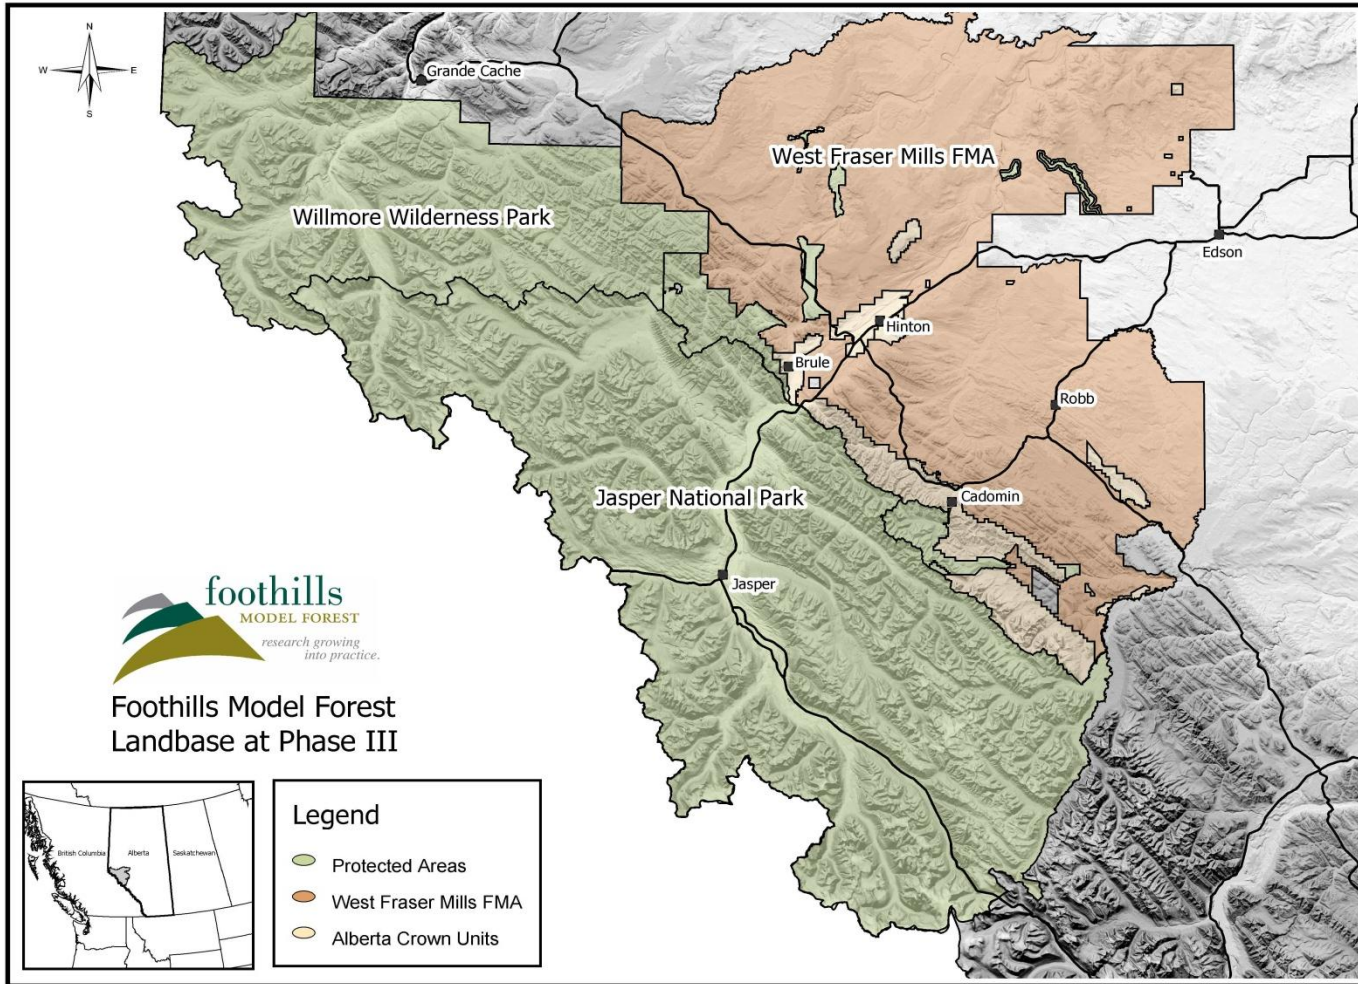 N
W
E
S
Grande Cache
West Fraser Mills FMA
Willmore Wilderness Park
Edson
Hinton
Brule
Robb
Jasper National Park
Cadomin
Jasper
foothills
MODEL FOREST
research growing
into practice.
Foothills Model Forest
Landbase at Phase III
British Columbia
Alberta
Saskatchewan
Legend
Protected Areas
West Fraser Mills FMA
Alberta Crown Units